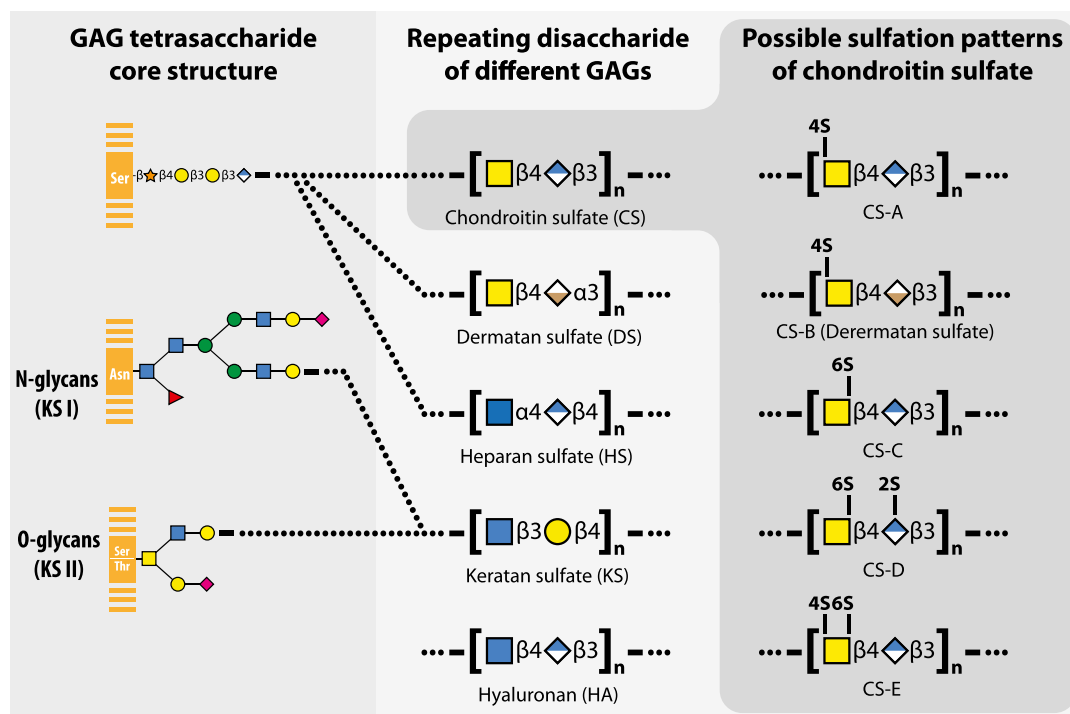 GAG tetrasaccharide
core structure
Repeating disaccharide
of different GAGs
Possible sulfation patterns
of chondroitin sulfate
Ser
β β4 β3 β3
N-glycans
(KS I)
Asn
O-glycans
(KS II)
Ser
Thr
[ β4 β3 ]n
Chondroitin sulfate (CS)
[ β4 α3 ]n
Dermatan sulfate (DS)
[ α4 β4 ]n
Heparan sulfate (HS)
[ β3 β4 ]n
Keratan sulfate (KS)
[ β4 β3 ]n
Hyaluronan (HA)
4S
[ β4 β3 ]n
CS-A
4S
[ β4 β3 ]n
CS-B (Derermatan sulfate)
6S
[ β4 β3 ]n
CS-C
6S 2S
[ β4 β3 ]n
CS-D
4S6S
[ β4 β3 ]n
CS-E